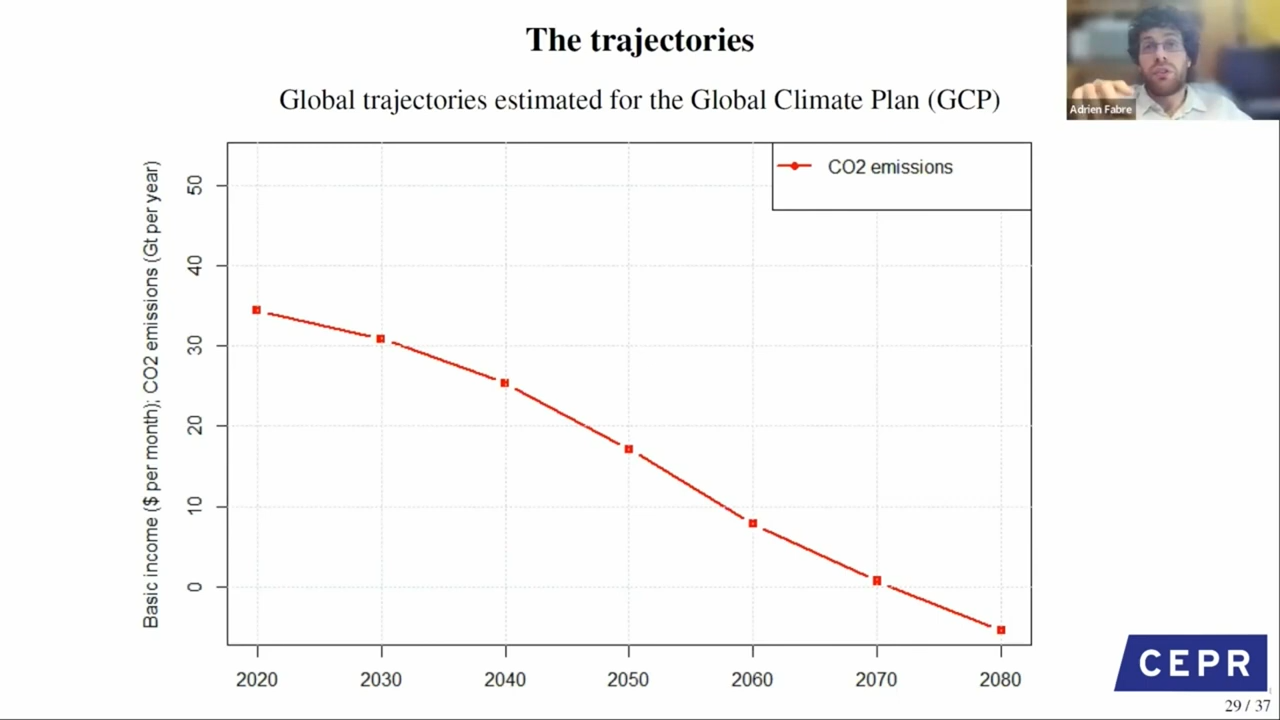 The trajectories
Global trajectories estimated for the Global Climate Plan (GCP)
Adrien Fabre
Basic income ($ per month); CO2 emissions (Gt per year)
CO2 emissions
50
40
30
20
10
0
2020 2030 2040 2050 2060 2070 2080
CEPR
29 / 37